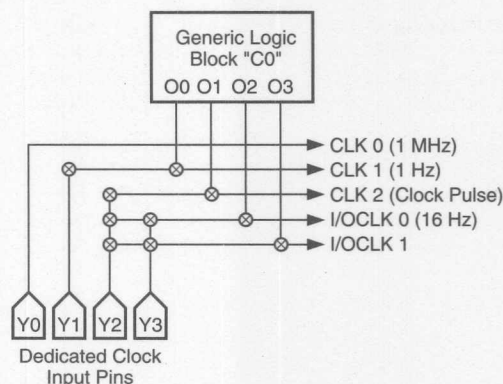 Generic Logic
Block "C0"
O0 O1 O2 O3
CLK 0 (1 MHz)
CLK 1 (1 Hz)
CLK 2 (Clock Pulse)
I/OCLK 0 (16 Hz)
I/OCLK 1
Y0 Y1 Y2 Y3
Dedicated Clock
Input Pins